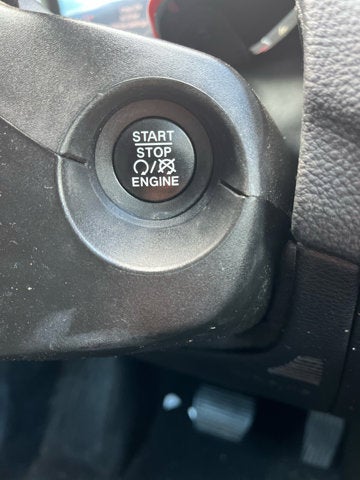 START
STOP
/
ENGINE